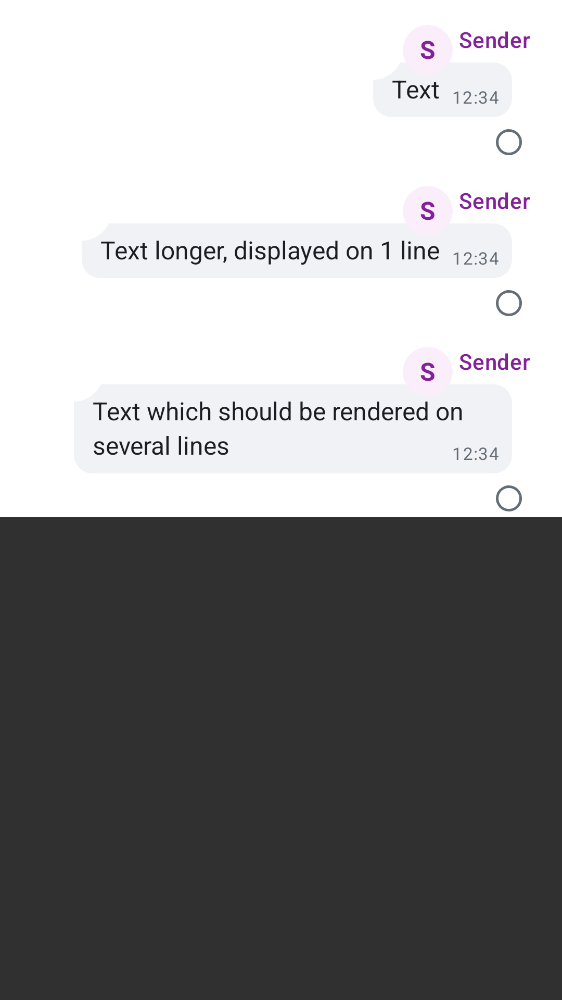 S Sender
Text 12:34
S Sender
Text longer, displayed on 1 line 12:34
S Sender
Text which should be rendered on
several lines 12:34